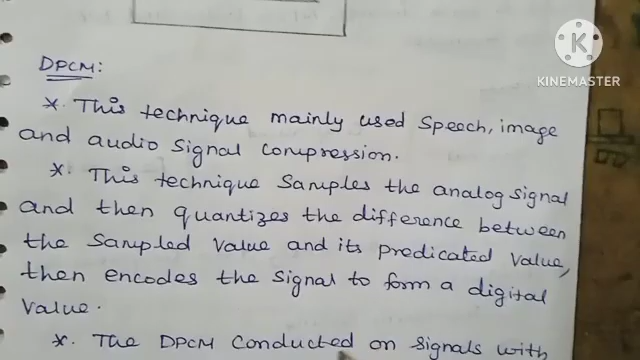 K
KINEMASTER
DPCM:
*. This technique mainly used Speech, image
and audio Signal Compression.
*. This technique Samples the analog Signal
and then quantizes the difference between
the Sampled value and its predicated value,
then encodes the Signal to form a digital
value.
*. The DPCM Conducted on Signals with